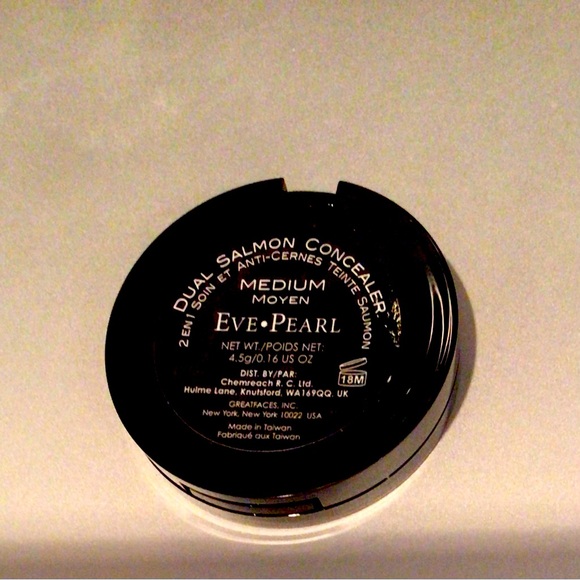 DUAL SALMON CONCEALER
2 EN 1 SOIN ET ANTI-CERNES TEINTE SAUMON
MEDIUM
MOYEN
EVE•PEARL
NET WT./POIDS NET:
4.5g/0.16 US OZ
DIST. BY/PAR:
Chemreach R. C. Ltd.
Hulme Lane, Knutsford, WA169QQ. UK
18M
GREATFACES, INC.
New York, New York 10022 USA
Made in Taiwan
Fabriqué aux Taiwan